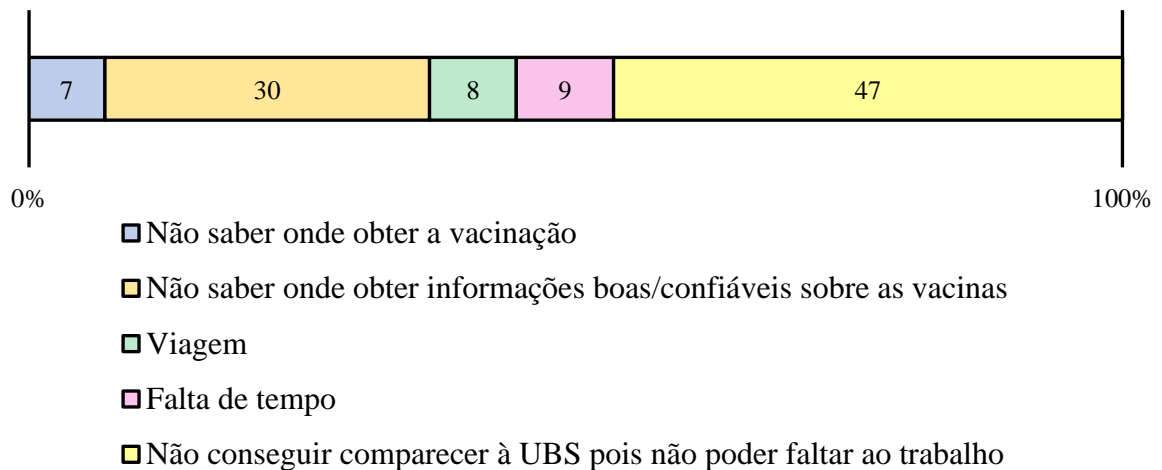 7 30 8 9 47
0% 100%
Não saber onde obter a vacinação
Não saber onde obter informações boas/confiáveis sobre as vacinas
Viagem
Falta de tempo
Não conseguir comparecer à UBS pois não poder faltar ao trabalho